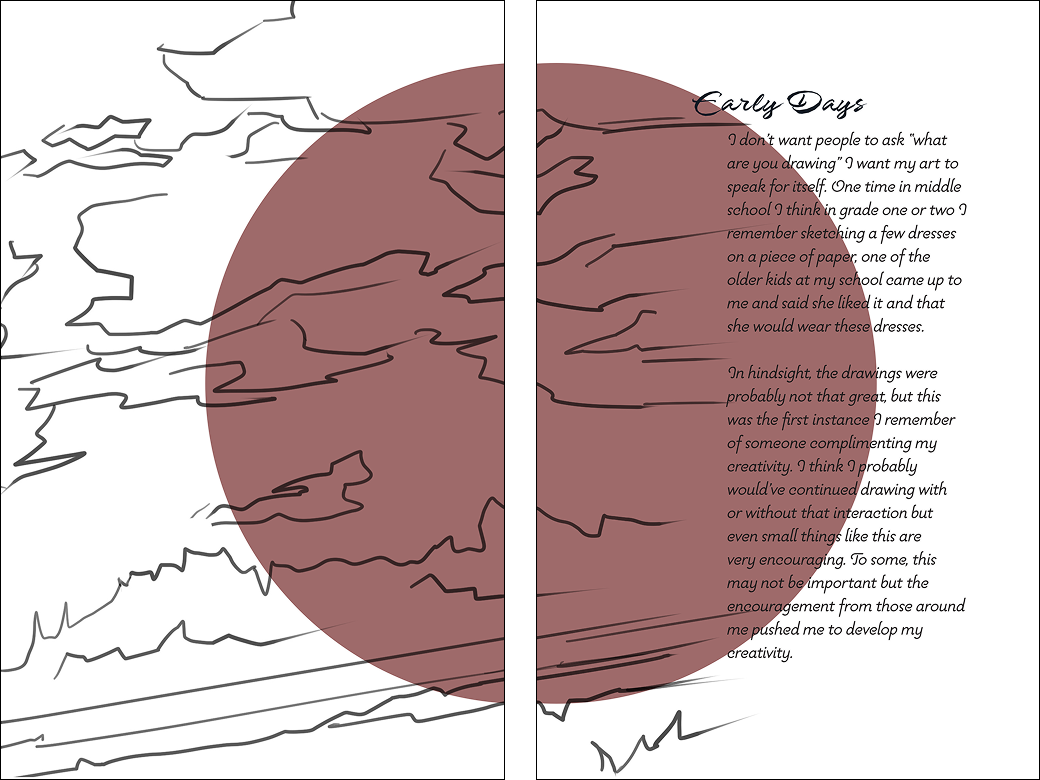 Early Days
I don't want people to ask "what
are you drawing" I want my art to
speak for itself. One time in middle
school I think in grade one or two I
remember sketching a few dresses
on a piece of paper, one of the
older kids at my school came up to
me and said she liked it and that
she would wear these dresses.
In hindsight, the drawings were
probably not that great, but this
was the first instance I remember
of someone complimenting my
creativity. I think I probably
would've continued drawing with
or without that interaction but
even small things like this are
very encouraging. To some, this
may not be important but the
encouragement from those around
me pushed me to develop my
creativity.